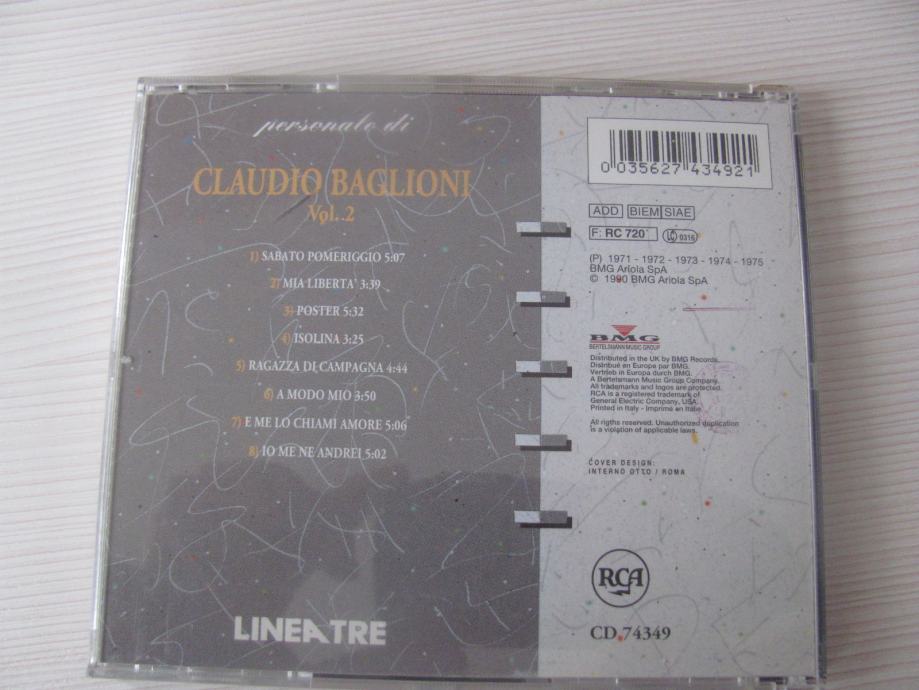 personale di
CLAUDIO BAGLIONI
Vol. 2
1) SABATO POMERIGGIO 5:07
2) MIA LIBERTA' 3:39
3) POSTER 5:32
4) ISOLINA 3:25
5) RAGAZZA DI CAMPAGNA 4:44
6) A MODO MIO 3:50
7) E ME LO CHIAMI AMORE 5:06
8) IO ME NE ANDREI 5:02
LINEA TRE
0 035627 434921
ADD BIEM SIAE
F: RC 720 LC 0316
(P) 1971 - 1972 - 1973 - 1974 - 1975
BMG Ariola SpA
© 1990 BMG Ariola SpA
BMG
BERTELSMANN MUSIC GROUP
Distributed in the UK by BMG Records.
Distribué en Europe par BMG.
Vertrieb in Europa durch BMG.
A Bertelsmann Music Group Company.
All trademarks and logos are protected.
RCA is a registered trademark of
General Electric Company, USA.
Printed in Italy - Imprimé en Italie
All rigths reserved. Unauthorized duplication
is a violation of applicable laws.
COVER DESIGN:
INTERNO OTTO / ROMA
RCA
CD 74349